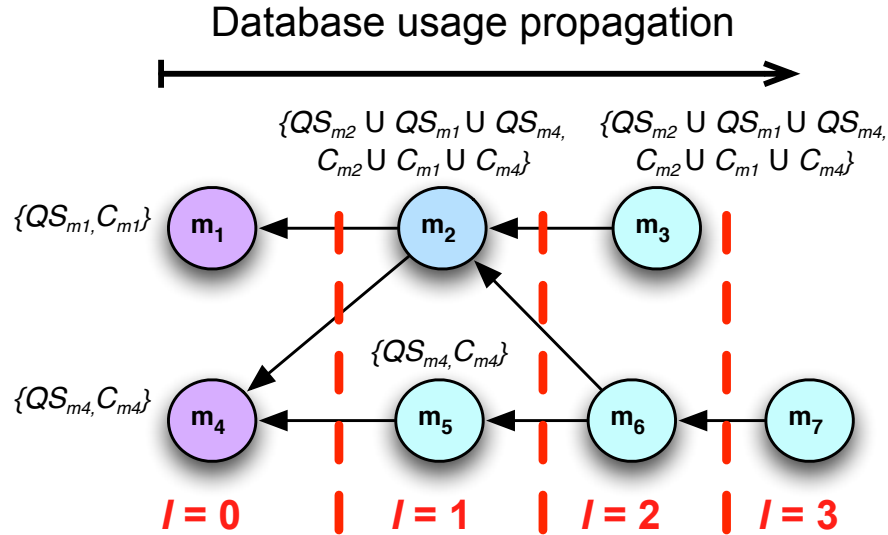 Database usage propagation
{QSm2 U QSm1 U QSm4,
Cm2 U Cm1 U Cm4}
{QSm2 U QSm1 U QSm4,
Cm2 U Cm1 U Cm4}
{QSm1,Cm1}
m1
m2
m3
{QSm4,Cm4}
{QSm4,Cm4}
m4
m5
m6
m7
l = 0
l = 1
l = 2
l = 3